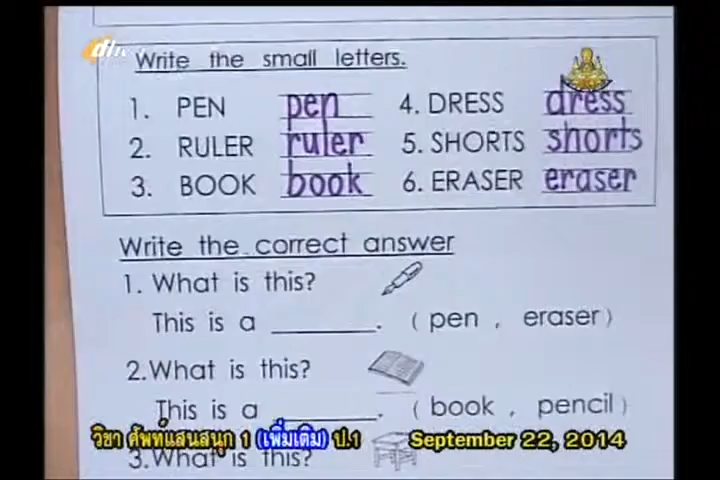 dltv
Write the small letters.
1. PEN pen 4. DRESS dress
2. RULER ruler 5. SHORTS shorts
3. BOOK book 6. ERASER eraser
Write the correct answer
1. What is this?
This is a ________. ( pen , eraser )
2. What is this?
This is a ________. ( book , pencil )
วิชา ศัพท์แสนสนุก 1 (เพิ่มเติม) ป.1 September 22, 2014
3. What is this?